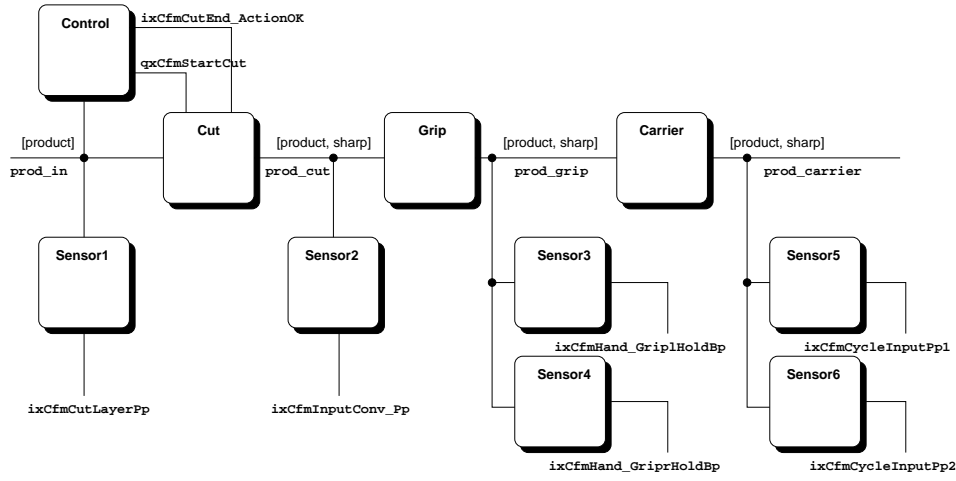 ixCfmCutEnd_ActionOK
Control
qxCfmStartCut
Cut
Grip
Carrier
[product]
[product, sharp]
[product, sharp]
[product, sharp]
prod_in
prod_cut
prod_grip
prod_carrier
Sensor1
Sensor2
Sensor3
Sensor5
ixCfmHand_GriplHoldBp
ixCfmCycleInputPp1
Sensor4
Sensor6
ixCfmCutLayerPp
ixCfmInputConv_Pp
ixCfmHand_GriprHoldBp
ixCfmCycleInputPp2